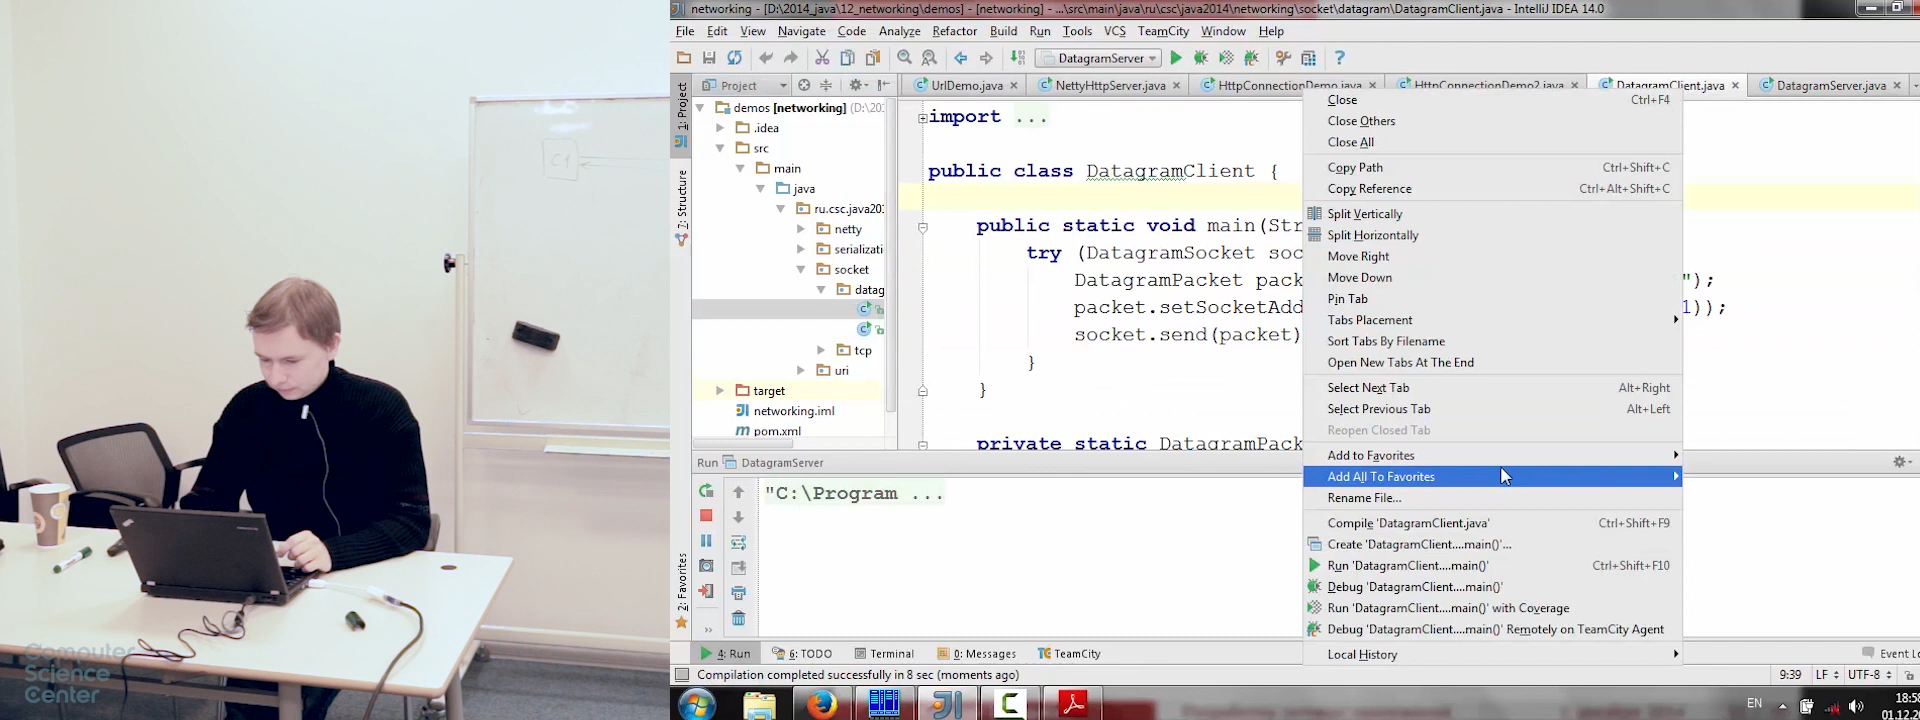 C1
Computer
Science
Center
networking - [D:\2014_java\12_networking\demos] - [networking] - ...\src\main\java\ru\csc\java2014\networking\socket\datagram\DatagramClient.java - IntelliJ IDEA 14.0
File Edit View Navigate Code Analyze Refactor Build Run Tools VCS TeamCity Window Help
DatagramServer
Project
UrlDemo.java
NettyHttpServer.java
HttpConnectionDemo.java
HttpConnectionDemo2.java
DatagramClient.java
DatagramServer.java
1: Project
7: Structure
2: Favorites
demos [networking] (D:\20
.idea
src
main
java
ru.csc.java20
netty
serializati
socket
datag
tcp
uri
target
networking.iml
pom.xml
import ...
public class DatagramClient {
public static void main(Str
try (DatagramSocket soc
DatagramPacket pack ");
packet.setSocketAdd 1));
socket.send(packet)
}
}
private static DatagramPack
Close Ctrl+F4
Close Others
Close All
Copy Path Ctrl+Shift+C
Copy Reference Ctrl+Alt+Shift+C
Split Vertically
Split Horizontally
Move Right
Move Down
Pin Tab
Tabs Placement
Sort Tabs By Filename
Open New Tabs At The End
Select Next Tab Alt+Right
Select Previous Tab Alt+Left
Reopen Closed Tab
Add to Favorites
Add All To Favorites
Rename File...
Compile 'DatagramClient.java' Ctrl+Shift+F9
Create 'DatagramClient....main()'...
Run 'DatagramClient....main()' Ctrl+Shift+F10
Debug 'DatagramClient....main()'
Run 'DatagramClient....main()' with Coverage
Debug 'DatagramClient....main()' Remotely on TeamCity Agent
Local History
Run DatagramServer
"C:\Program ...
4: Run 6: TODO Terminal 0: Messages TeamCity Event Lo
Compilation completed successfully in 8 sec (moments ago) 9:39 LF UTF-8
EN 18:58
01.12.20